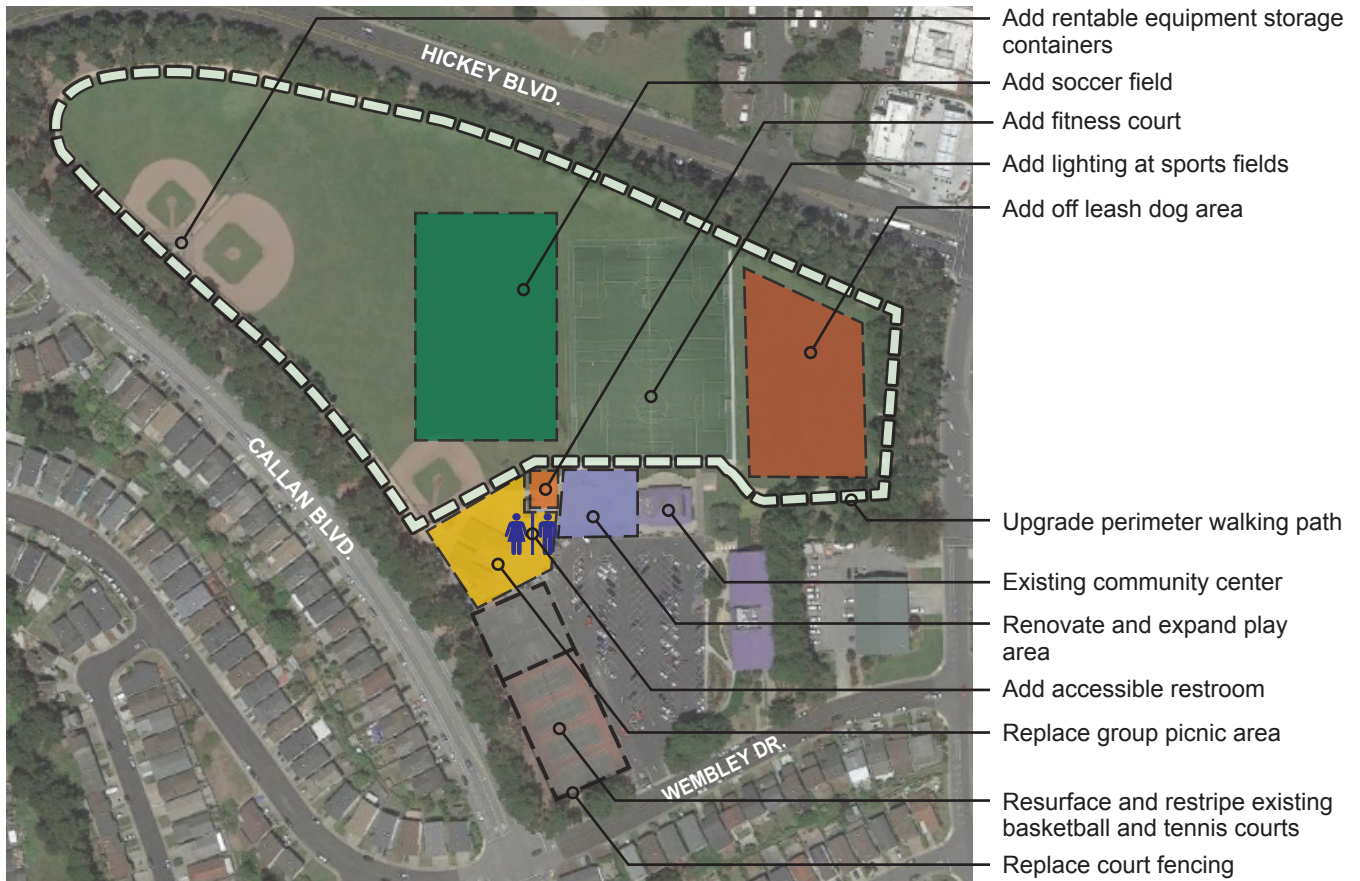 Add rentable equipment storage
containers
HICKEY BLVD.
Add soccer field
Add fitness court
Add lighting at sports fields
Add off leash dog area
CALLAN BLVD.
Upgrade perimeter walking path
Existing community center
Renovate and expand play
area
Add accessible restroom
Replace group picnic area
WEMBLEY DR.
Resurface and restripe existing
basketball and tennis courts
Replace court fencing